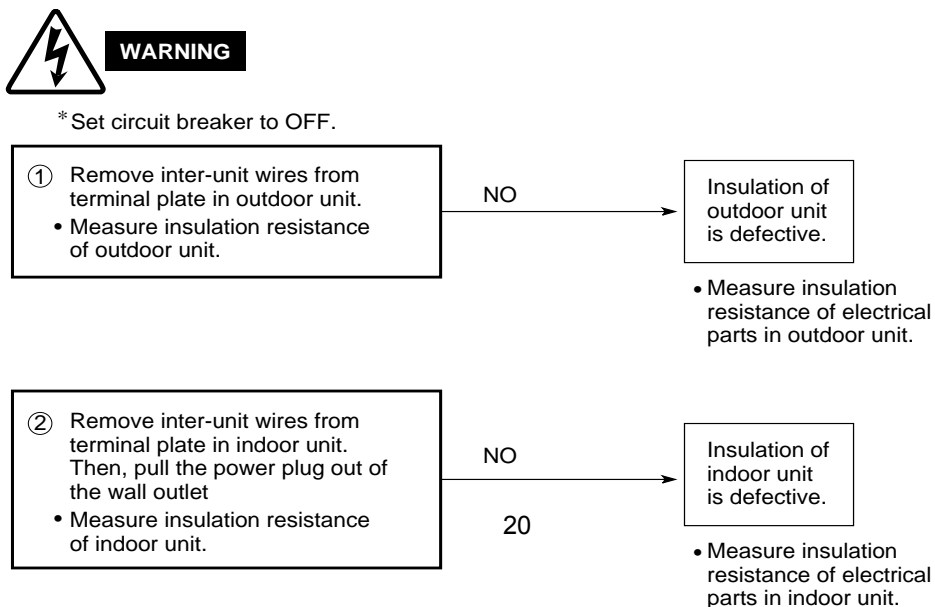 WARNING
*Set circuit breaker to OFF.
① Remove inter-unit wires from
terminal plate in outdoor unit.
• Measure insulation resistance
of outdoor unit.
NO
Insulation of
outdoor unit
is defective.
• Measure insulation
resistance of electrical
parts in outdoor unit.
② Remove inter-unit wires from
terminal plate in indoor unit.
Then, pull the power plug out of
the wall outlet
• Measure insulation resistance
of indoor unit.
NO
20
Insulation of
indoor unit
is defective.
• Measure insulation
resistance of electrical
parts in indoor unit.